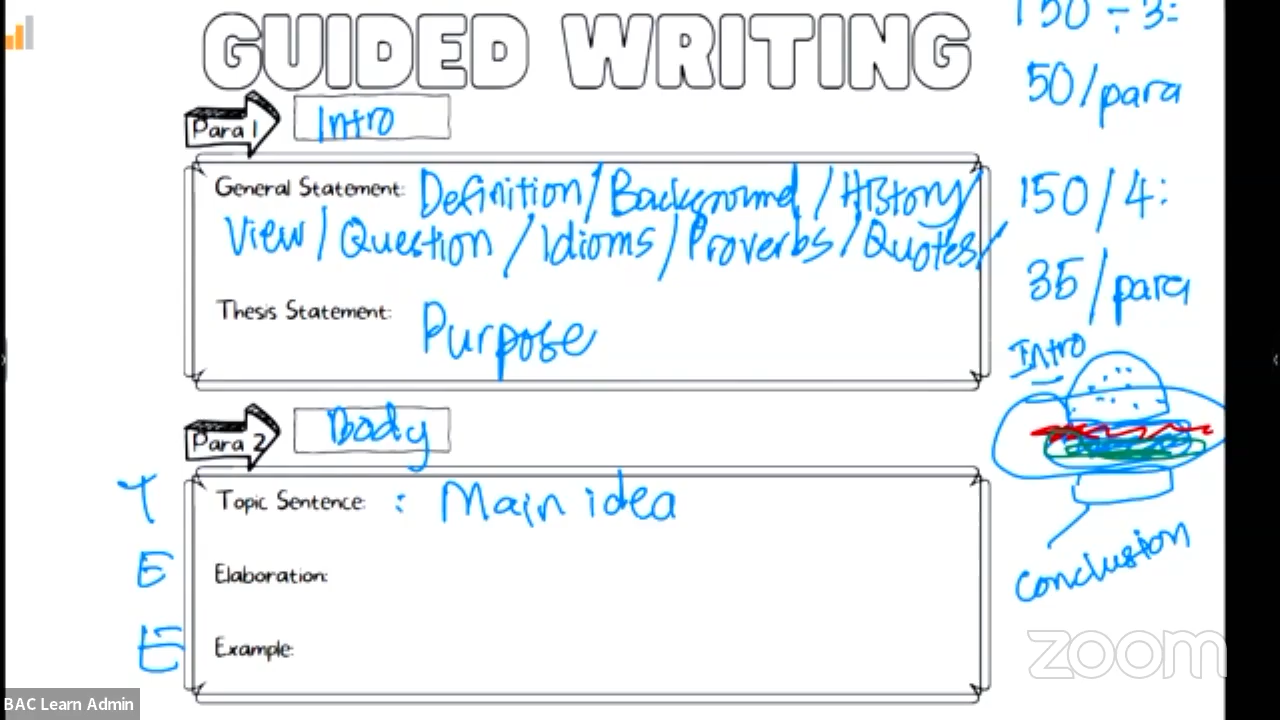 GUIDED WRITING
150 ÷ 3:
50/para
Para 1
Intro
General Statement: Definition/Background/History/
View/Question/Idioms/Proverbs/Quotes/
Thesis Statement: Purpose
150/4:
35/para
Intro
Conclusion
Para 2
Body
T
Topic Sentence: : Main idea
E
Elaboration:
E
Example:
zoom
BAC Learn Admin